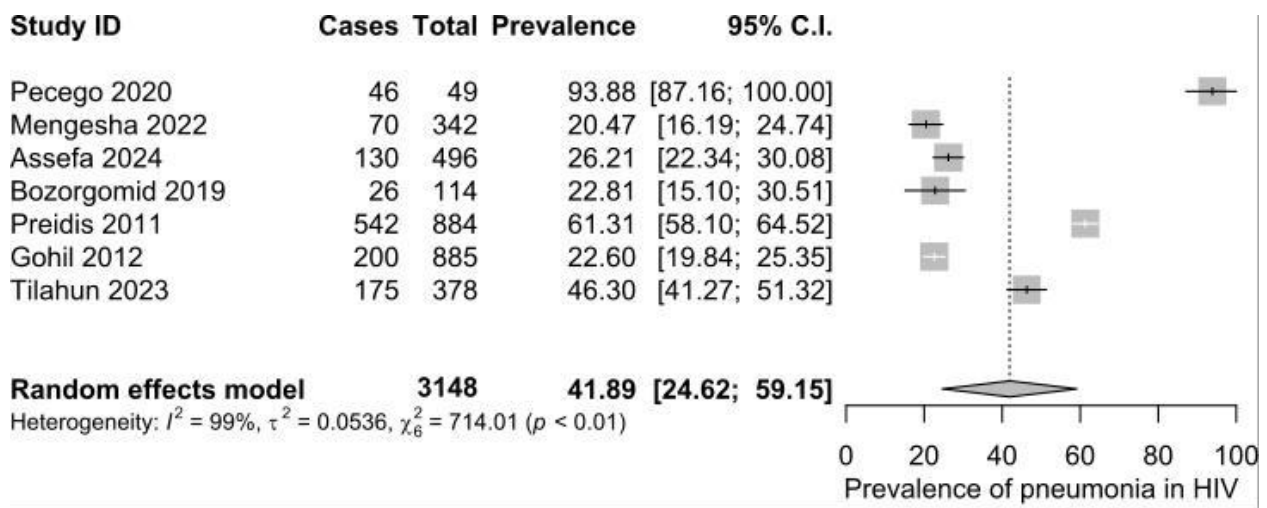 Study ID Cases Total Prevalence 95% C.I.
Pecego 2020 46 49 93.88 [87.16; 100.00]
Mengesha 2022 70 342 20.47 [16.19; 24.74]
Assefa 2024 130 496 26.21 [22.34; 30.08]
Bozorgomid 2019 26 114 22.81 [15.10; 30.51]
Preidis 2011 542 884 61.31 [58.10; 64.52]
Gohil 2012 200 885 22.60 [19.84; 25.35]
Tilahun 2023 175 378 46.30 [41.27; 51.32]
Random effects model 3148 41.89 [24.62; 59.15]
Heterogeneity: I² = 99%, τ² = 0.0536, χ²₆ = 714.01 (p < 0.01)
0 20 40 60 80 100
Prevalence of pneumonia in HIV